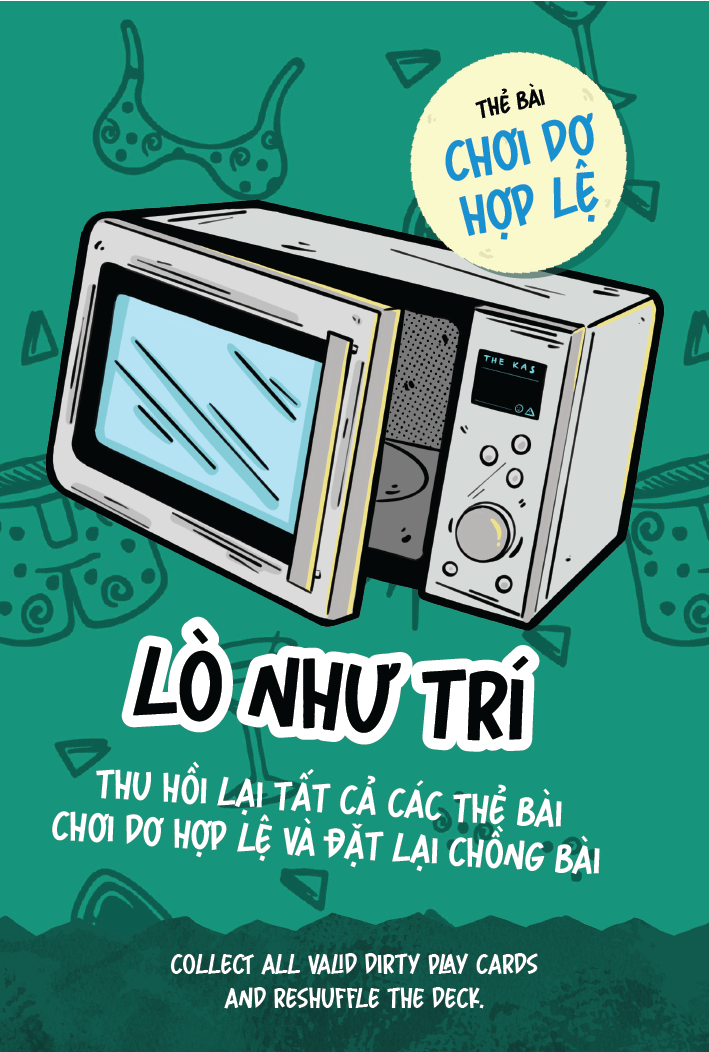 THẺ BÀI
CHƠI DƠ
HỢP LỆ
THE KAS
LÒ NHƯ TRÍ
THU HỒI LẠI TẤT CẢ CÁC THẺ BÀI
CHƠI DƠ HỢP LỆ VÀ ĐẶT LẠI CHỒNG BÀI
COLLECT ALL VALID DIRTY PLAY CARDS
AND RESHUFFLE THE DECK.